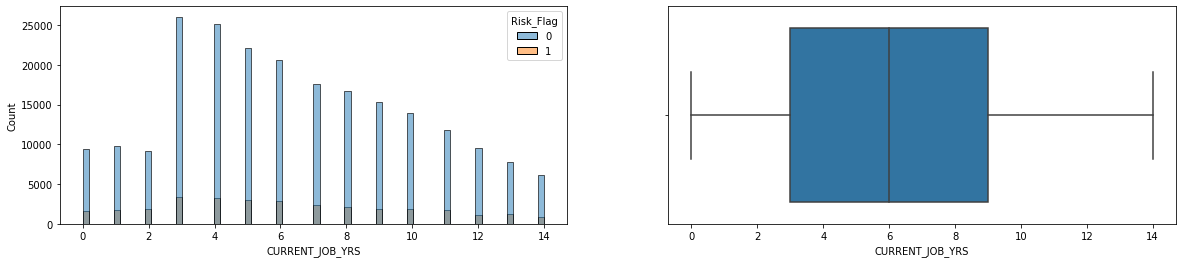 Risk_Flag
0
1
Count
25000
20000
15000
10000
5000
0
0 2 4 6 8 10 12 14
CURRENT_JOB_YRS
0 2 4 6 8 10 12 14
CURRENT_JOB_YRS